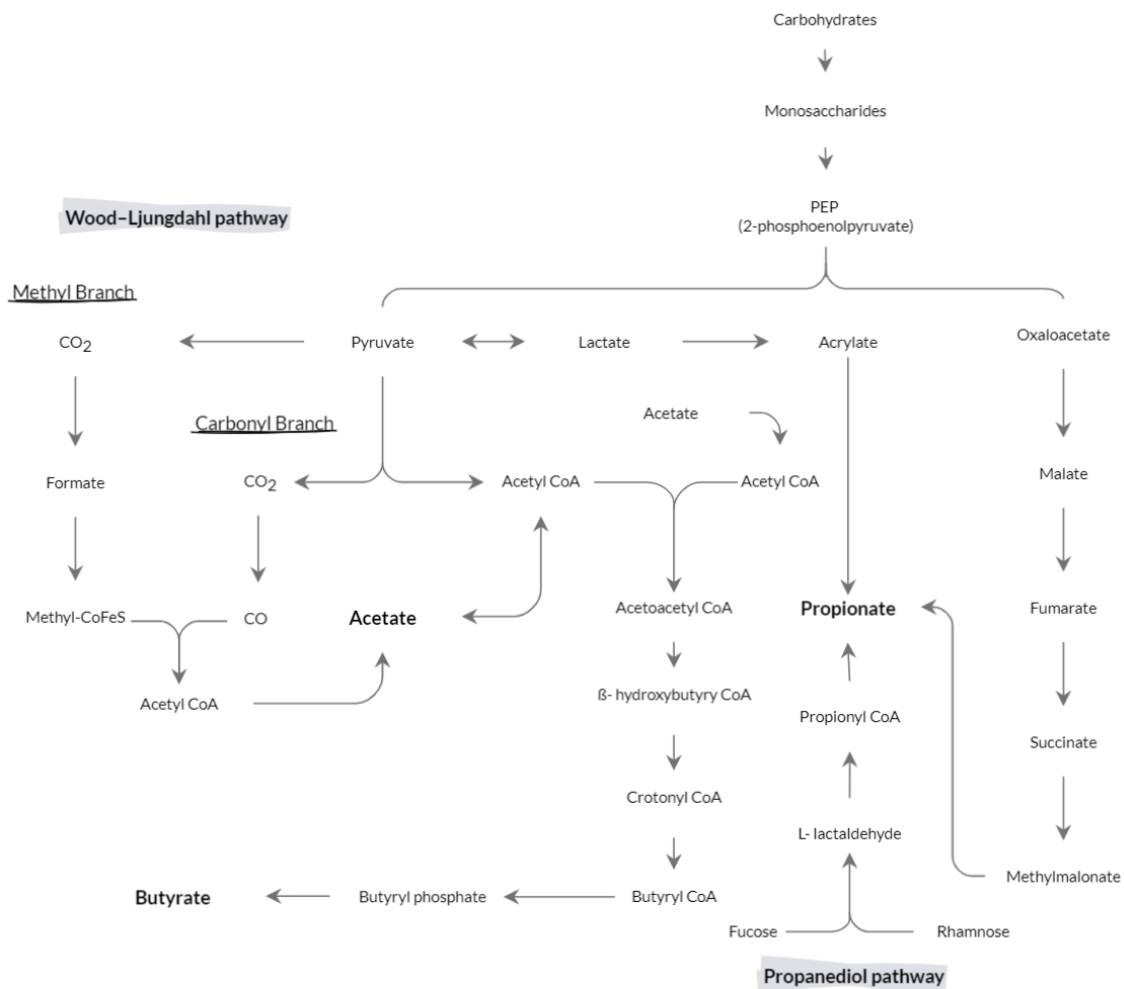 Carbohydrates
Monosaccharides
PEP
(2-phosphoenolpyruvate)
Wood–Ljungdahl pathway
Methyl Branch
CO2
Pyruvate
Lactate
Acrylate
Oxaloacetate
Acetate
Carbonyl Branch
Formate
CO2
Acetyl CoA
Acetyl CoA
Malate
Methyl-CoFeS
CO
Acetate
Acetoacetyl CoA
Propionate
Fumarate
Acetyl CoA
ß- hydroxybutyry CoA
Propionyl CoA
Succinate
Crotonyl CoA
L- lactaldehyde
Methylmalonate
Butyrate
Butyryl phosphate
Butyryl CoA
Fucose
Rhamnose
Propanediol pathway